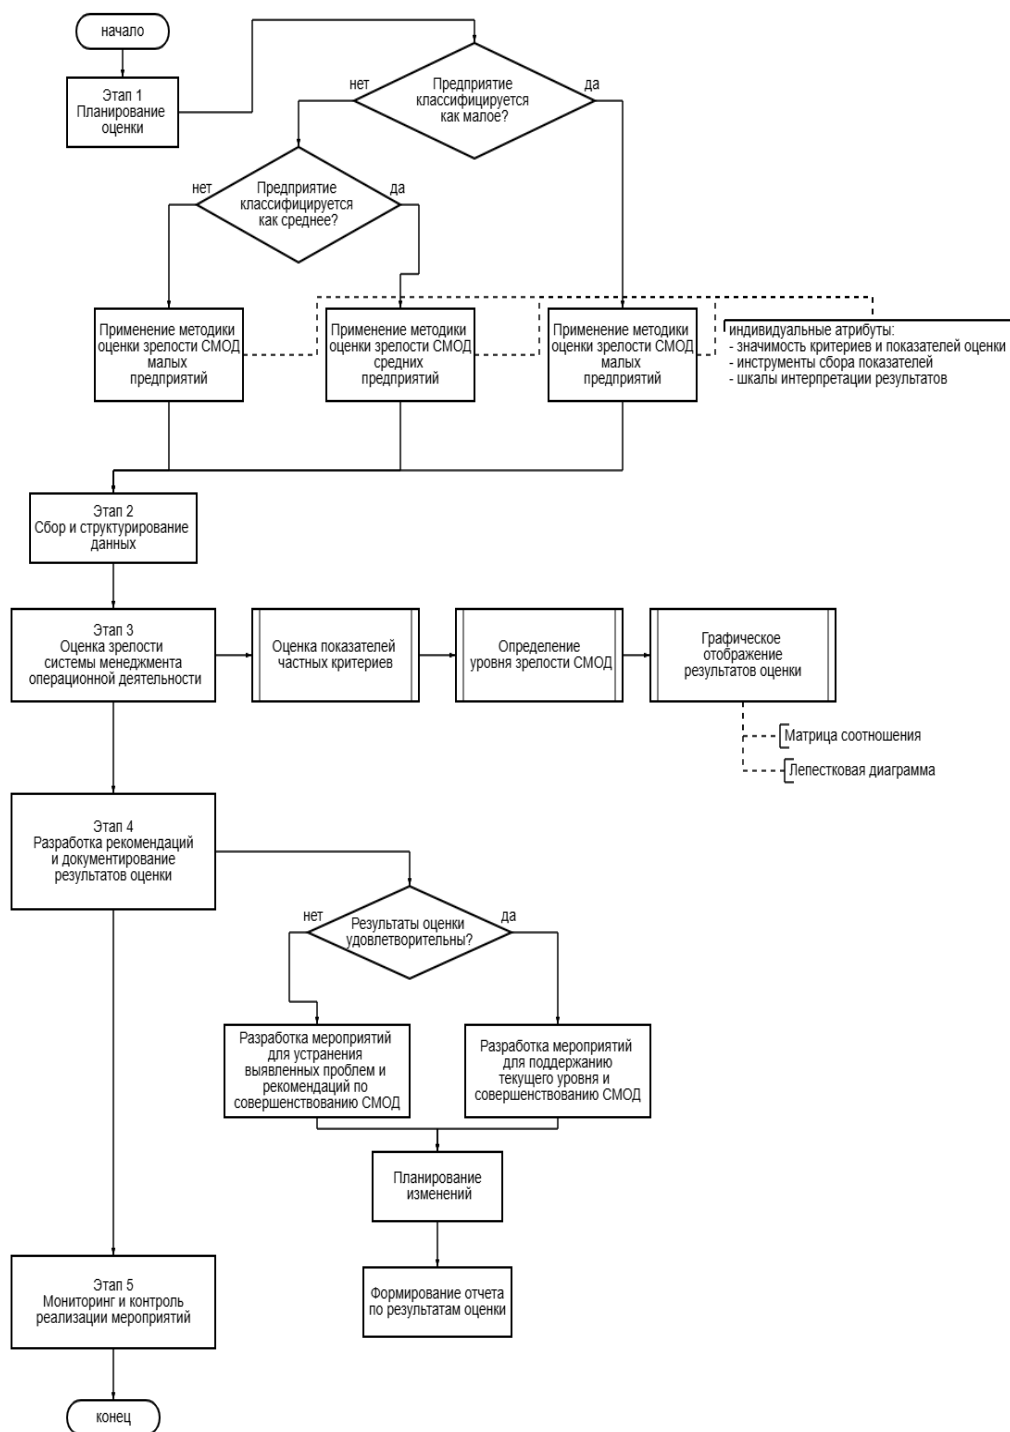 начало
Этап 1
Планирование
оценки
нет
Предприятие
классифицируется
как малое?
да
нет
Предприятие
классифицируется
как среднее?
да
Применение методики
оценки зрелости СМОД
малых
предприятий
Применение методики
оценки зрелости СМОД
средних
предприятий
Применение методики
оценки зрелости СМОД
малых
предприятий
индивидуальные атрибуты:
- значимость критериев и показателей оценки
- инструменты сбора показателей
- шкалы интерпретации результатов
Этап 2
Сбор и структурирование
данных
Этап 3
Оценка зрелости
системы менеджмента
операционной деятельности
Оценка показателей
частных критериев
Определение
уровня зрелости СМОД
Графическое
отображение
результатов оценки
Матрица соотношения
Лепестковая диаграмма
Этап 4
Разработка рекомендаций
и документирование
результатов оценки
нет
Результаты оценки
удовлетворительны?
да
Разработка мероприятий
для устранения
выявленных проблем и
рекомендаций по
совершенствованию СМОД
Разработка мероприятий
для поддержанию
текущего уровня и
совершенствованию СМОД
Планирование
изменений
Формирование отчета
по результатам оценки
Этап 5
Мониторинг и контроль
реализации мероприятий
конец